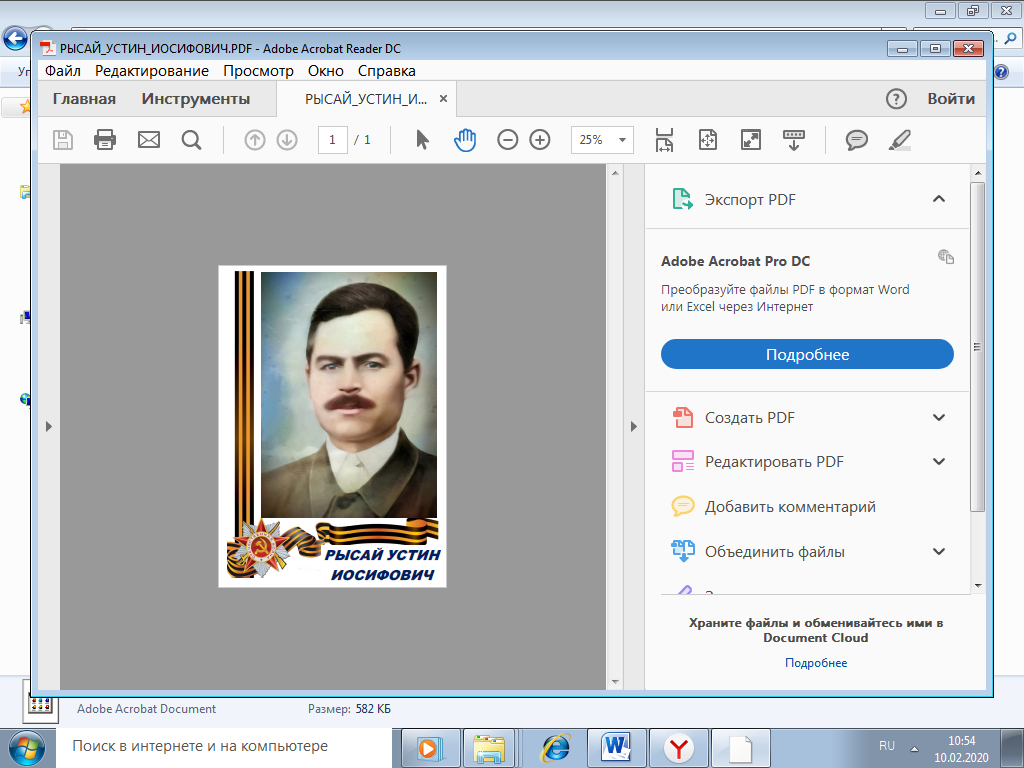 РЫСАЙ_УСТИН_ИОСИФОВИЧ.PDF - Adobe Acrobat Reader DC
Файл Редактирование Просмотр Окно Справка
Главная Инструменты РЫСАЙ_УСТИН_И... × Войти
1 / 1 25%
Экспорт PDF
Adobe Acrobat Pro DC
Преобразуйте файлы PDF в формат Word
или Excel через Интернет
Подробнее
Создать PDF
Редактировать PDF
Добавить комментарий
Объединить файлы
Храните файлы и обменивайтесь ими в
Document Cloud
Подробнее
РЫСАЙ УСТИН
ИОСИФОВИЧ
Adobe Acrobat Document Размер: 582 КБ
Поиск в интернете и на компьютере
RU 10:54
10.02.2020